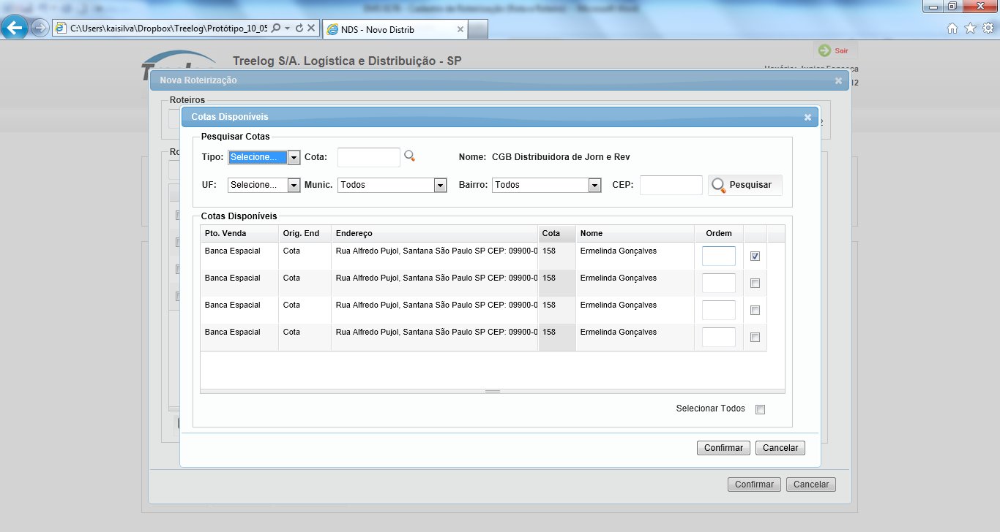 C:\Users\kaisilva\Dropbox\Treelog\Protótipo_10_05
NDS - Novo Distrib
Treelog S/A. Logística e Distribuição - SP
Sair
Usuário: Junior Fonseca
12
Nova Roteirização
Roteiros
Cotas Disponíveis
Pesquisar Cotas
Tipo: Selecione... Cota: Nome: CGB Distribuidora de Jorn e Rev
UF: Selecione... Munic. Todos Bairro: Todos CEP: Pesquisar
Cotas Disponíveis
Pto. Venda Orig. End Endereço Cota Nome Ordem
Banca Espacial Cota Rua Alfredo Pujol, Santana São Paulo SP CEP: 09900-0 158 Ermelinda Gonçalves
Banca Espacial Cota Rua Alfredo Pujol, Santana São Paulo SP CEP: 09900-0 158 Ermelinda Gonçalves
Banca Espacial Cota Rua Alfredo Pujol, Santana São Paulo SP CEP: 09900-0 158 Ermelinda Gonçalves
Banca Espacial Cota Rua Alfredo Pujol, Santana São Paulo SP CEP: 09900-0 158 Ermelinda Gonçalves
Selecionar Todos
Confirmar Cancelar
Confirmar Cancelar